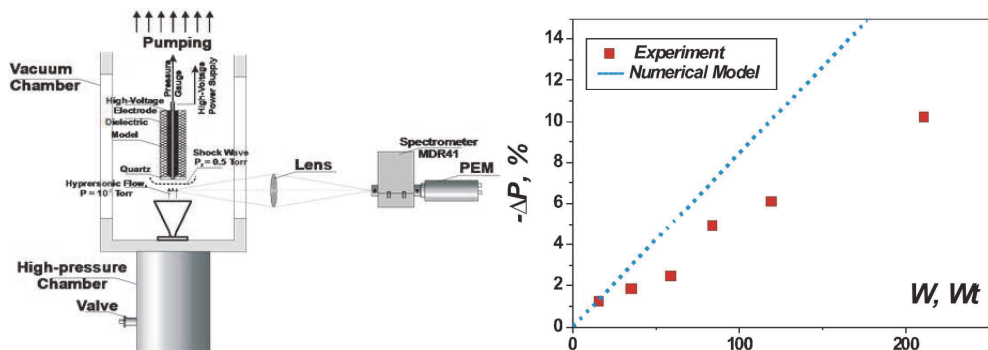 Pumping
Vacuum
Chamber
Pressure
Gauge
High-Voltage
Power Supply
High-Voltage
Electrode
Dielectric
Model
Shock Wave
Quartz
Hypersonic Flow,
Lens
Spectrometer
MDR41
PEM
High-pressure
Chamber
Valve
Experiment
Numerical Model
-ΔP, %
14
12
10
8
6
4
2
0
0
100
200
W, Wt